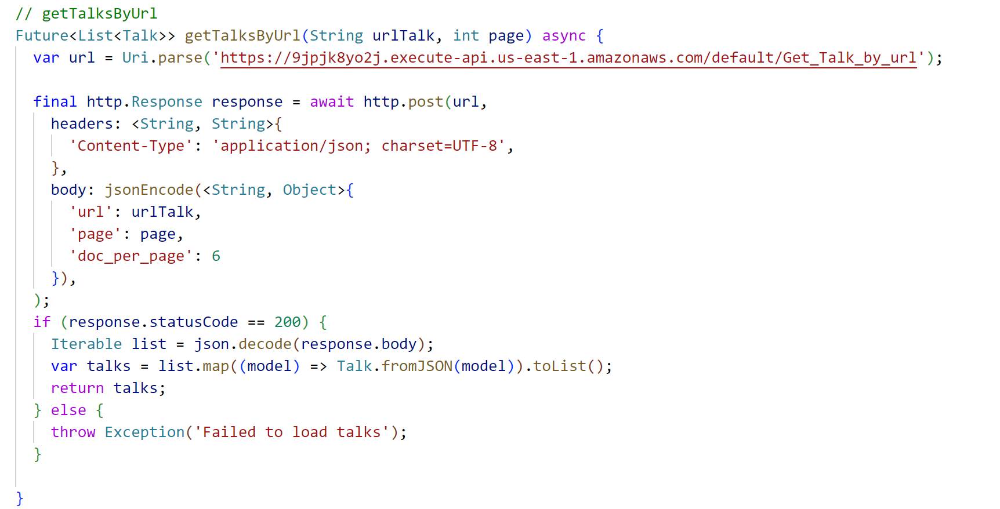 // getTalksByUrl
Future<List<Talk>> getTalksByUrl(String urlTalk, int page) async {
  var url = Uri.parse('https://9jpjk8yo2j.execute-api.us-east-1.amazonaws.com/default/Get_Talk_by_url');

  final http.Response response = await http.post(url,
    headers: <String, String>{
      'Content-Type': 'application/json; charset=UTF-8',
    },
    body: jsonEncode(<String, Object>{
      'url': urlTalk,
      'page': page,
      'doc_per_page': 6
    }),
  );
  if (response.statusCode == 200) {
    Iterable list = json.decode(response.body);
    var talks = list.map((model) => Talk.fromJSON(model)).toList();
    return talks;
  } else {
    throw Exception('Failed to load talks');
  }

}